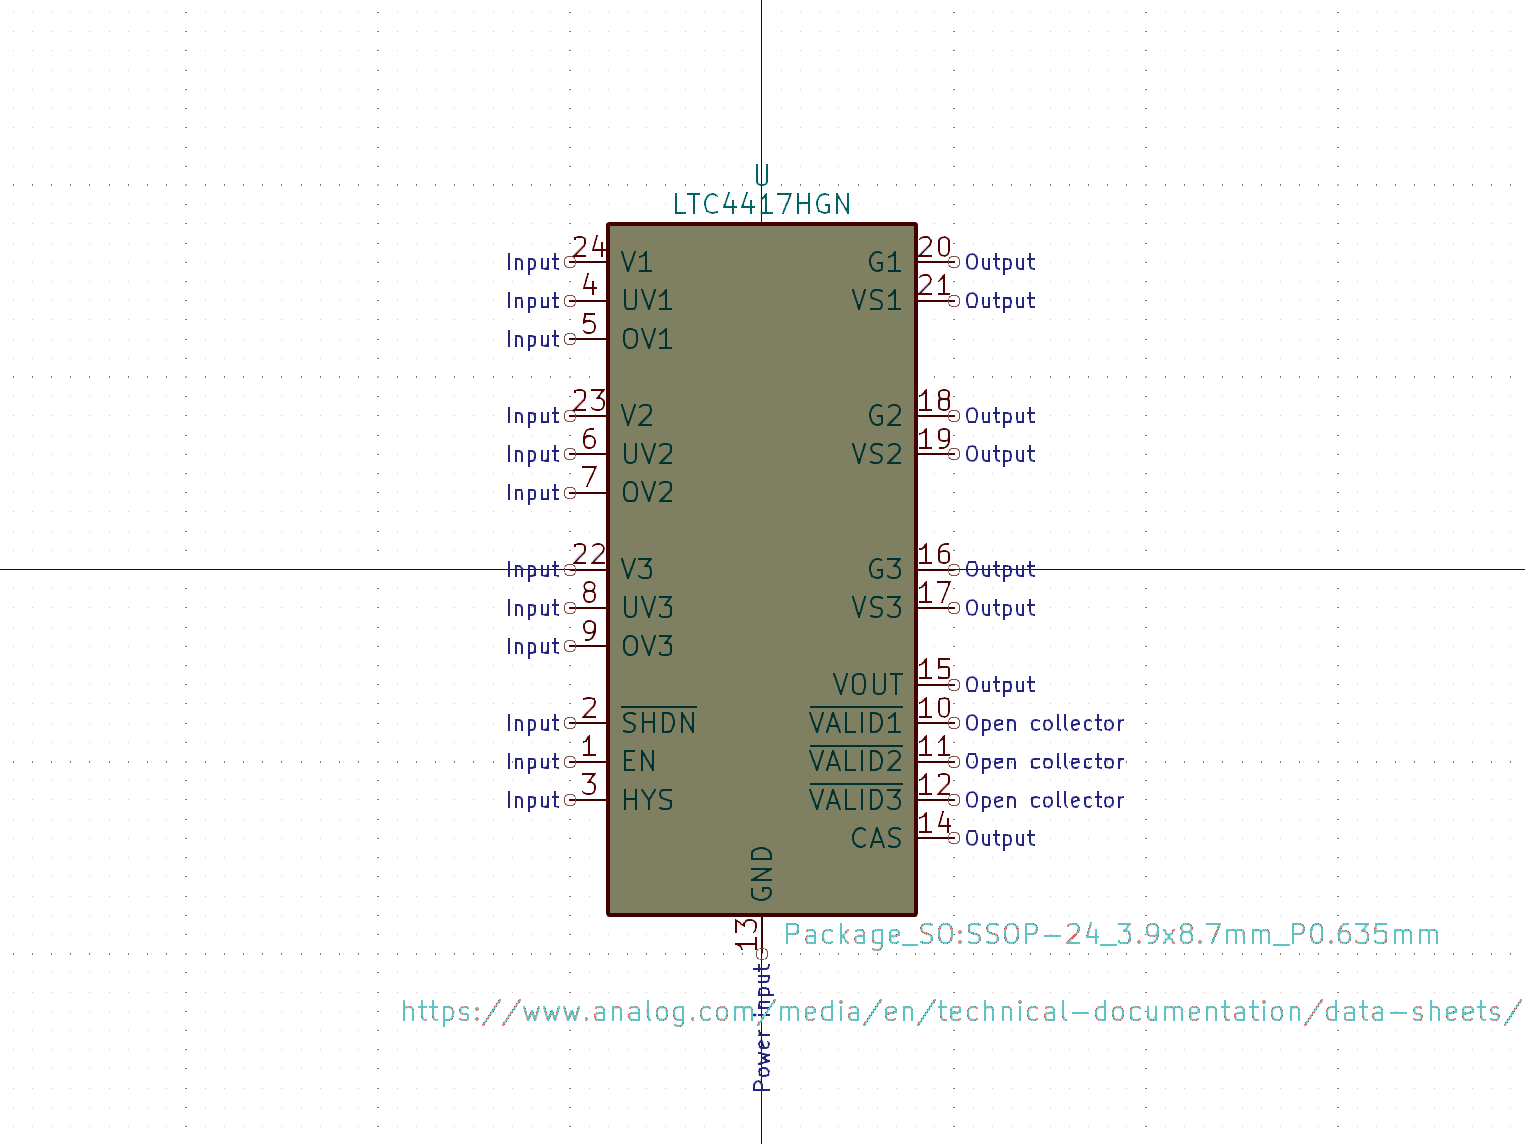 U
LTC4417HGN
Input 24 V1 G1 20 Output
Input 4 UV1 VS1 21 Output
Input 5 OV1
Input 23 V2 G2 18 Output
Input 6 UV2 VS2 19 Output
Input 7 OV2
Input 22 V3 G3 16 Output
Input 8 UV3 VS3 17 Output
Input 9 OV3
VOUT 15 Output
Input 2 SHDN VALID1 10 Open collector
Input 1 EN VALID2 11 Open collector
Input 3 HYS VALID3 12 Open collector
CAS 14 Output
GND
13
Power input
Package_SO:SSOP-24_3.9x8.7mm_P0.635mm
https://www.analog.com/media/en/technical-documentation/data-sheets/